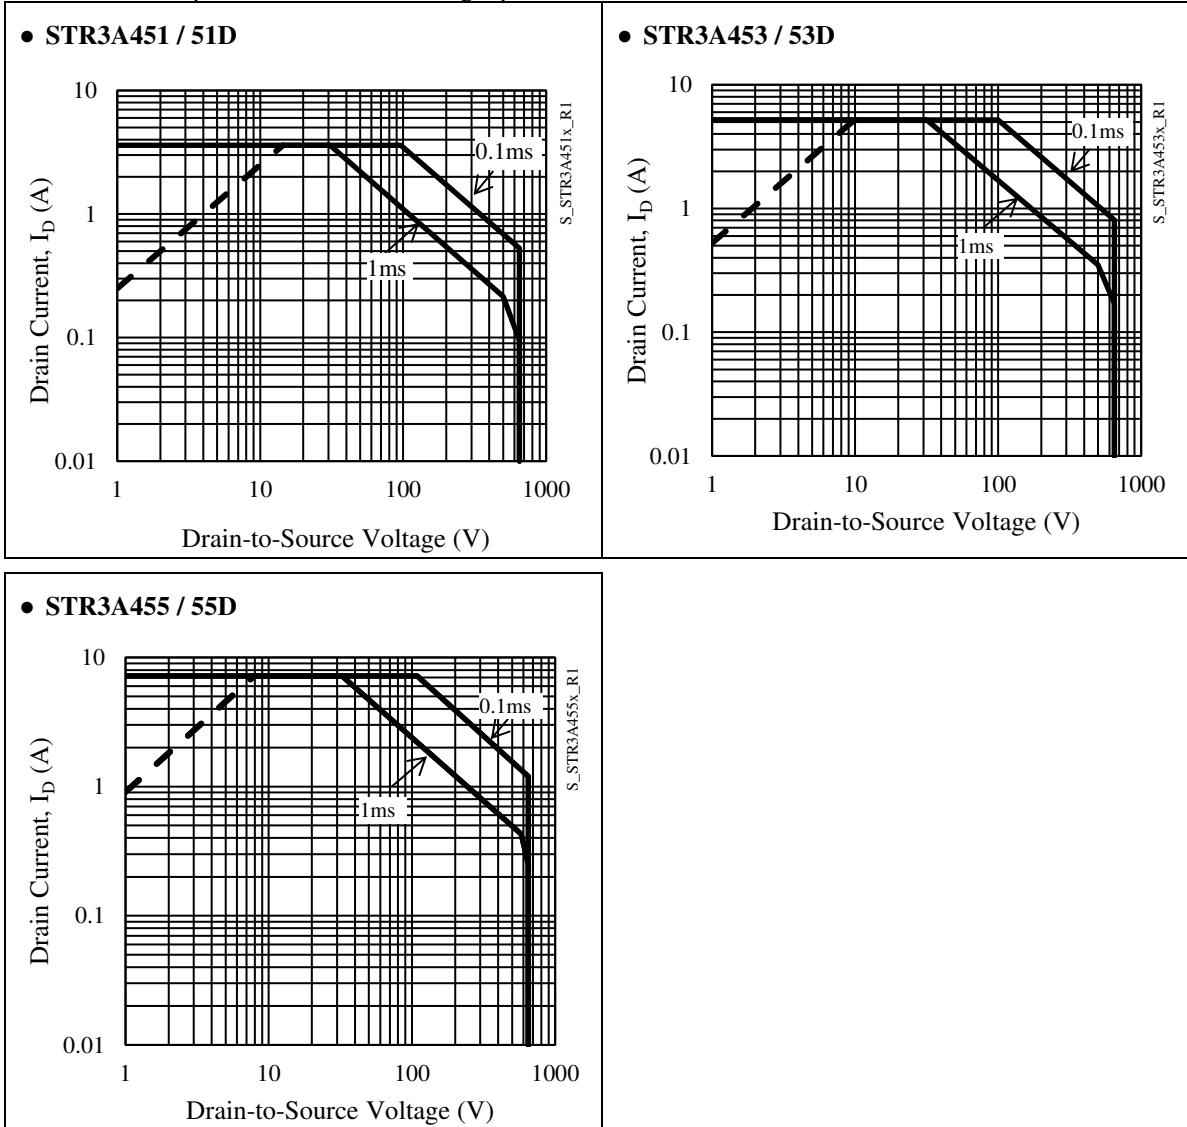 ● STR3A451 / 51D
10
1
0.1
0.01
1 10 100 1000
Drain Current, I_D (A)
Drain-to-Source Voltage (V)
0.1ms
1ms
S_STR3A451x_R1
● STR3A453 / 53D
10
1
0.1
0.01
1 10 100 1000
Drain Current, I_D (A)
Drain-to-Source Voltage (V)
0.1ms
1ms
S_STR3A453x_R1
● STR3A455 / 55D
10
1
0.1
0.01
1 10 100 1000
Drain Current, I_D (A)
Drain-to-Source Voltage (V)
0.1ms
1ms
S_STR3A455x_R1